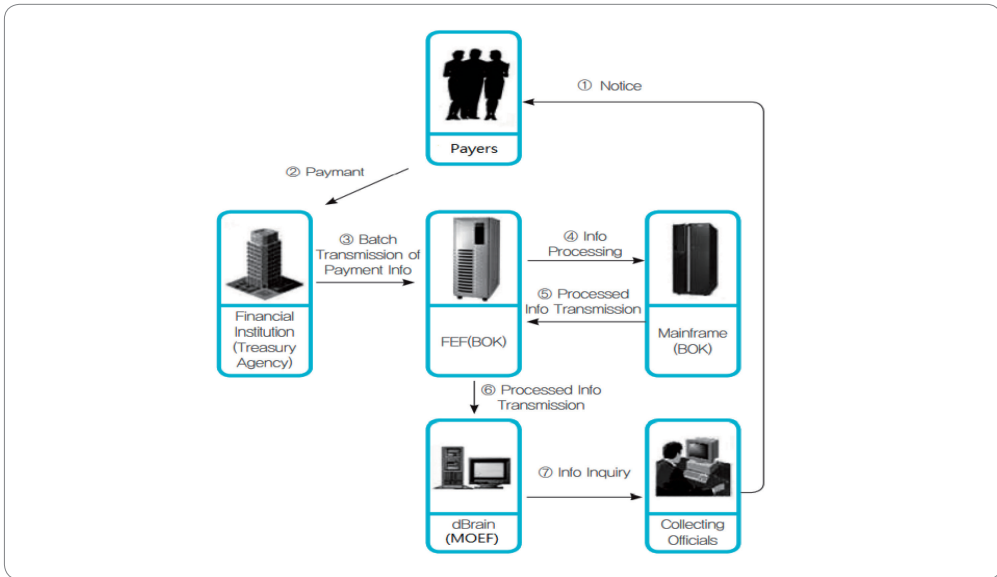 ① Notice
Payers
② Paymant
③ Batch
Transmission of
Payment Info
④ Info
Processing
⑤ Processed
Info Transmission
Financial
Institution
(Treasury
Agency)
FEF(BOK)
Mainframe
(BOK)
⑥ Processed Info
Transmission
⑦ Info Inquiry
dBrain
(MOEF)
Collecting
Officials